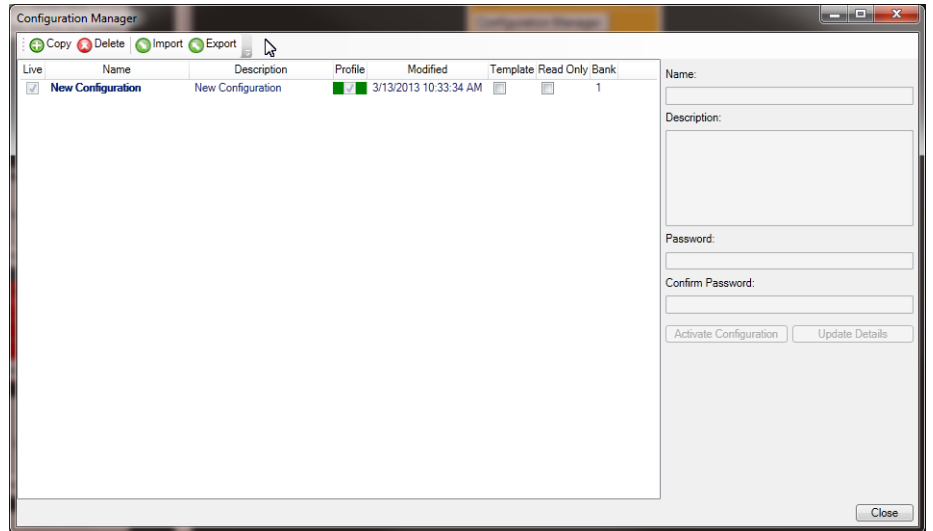 Configuration Manager
Copy Delete Import Export
Live Name Description Profile Modified Template Read Only Bank
New Configuration New Configuration 3/13/2013 10:33:34 AM 1
Name:
Description:
Password:
Confirm Password:
Activate Configuration Update Details
Close